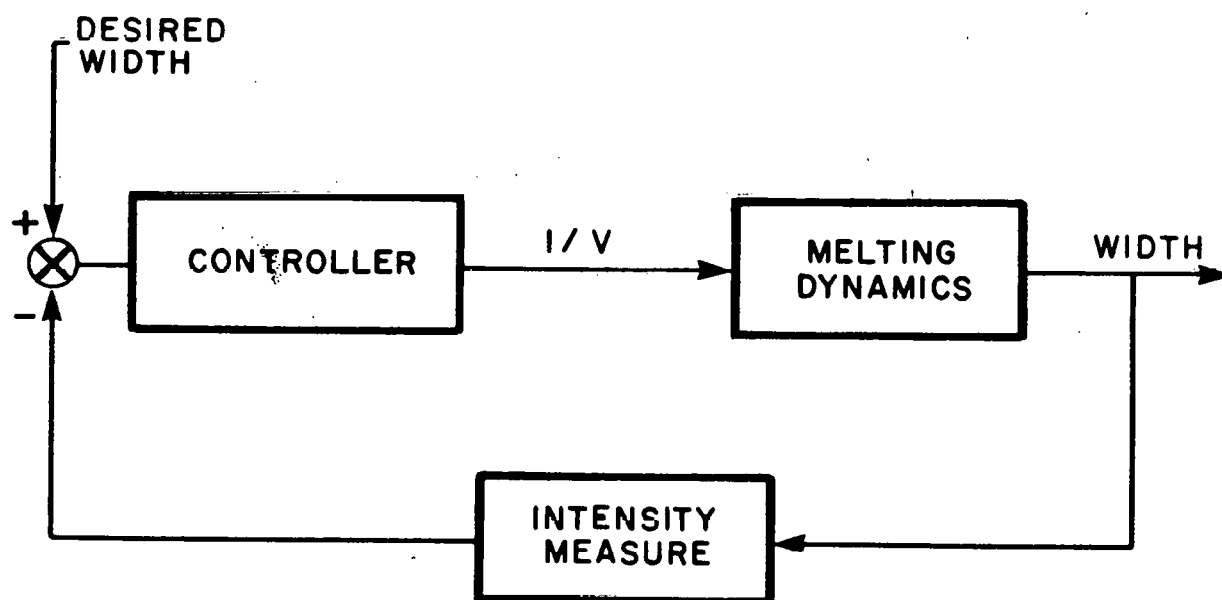 DESIRED
WIDTH
+
CONTROLLER
I/V
MELTING
DYNAMICS
WIDTH
-
INTENSITY
MEASURE